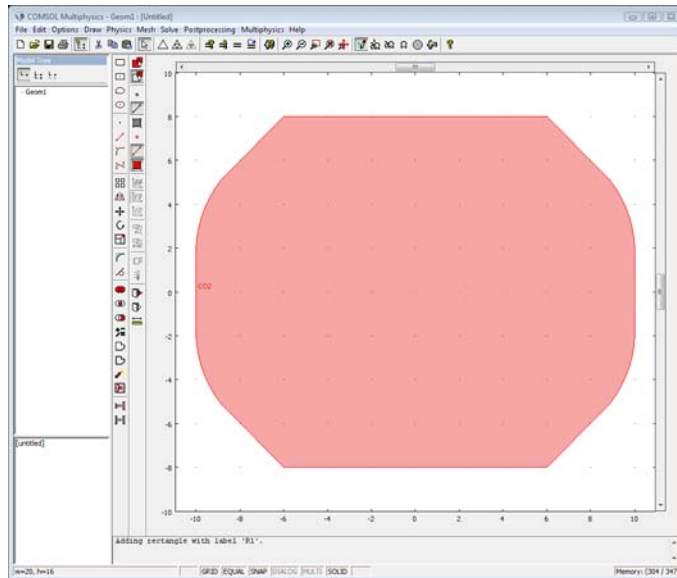 COMSOL Multiphysics - Geom1 : [Untitled]
File Edit Options Draw Physics Mesh Solve Postprocessing Multiphysics Help
Model Tree
Geom1
10
8
6
4
2
0
-2
-4
-6
-8
-10
CO2
-10 -8 -6 -4 -2 0 2 4 6 8 10
[untitled]
Adding rectangle with label 'R1'.
w=20, h=16 GRID EQUAL SNAP DIALOG MULTI SOLID Memory: (304 / 347